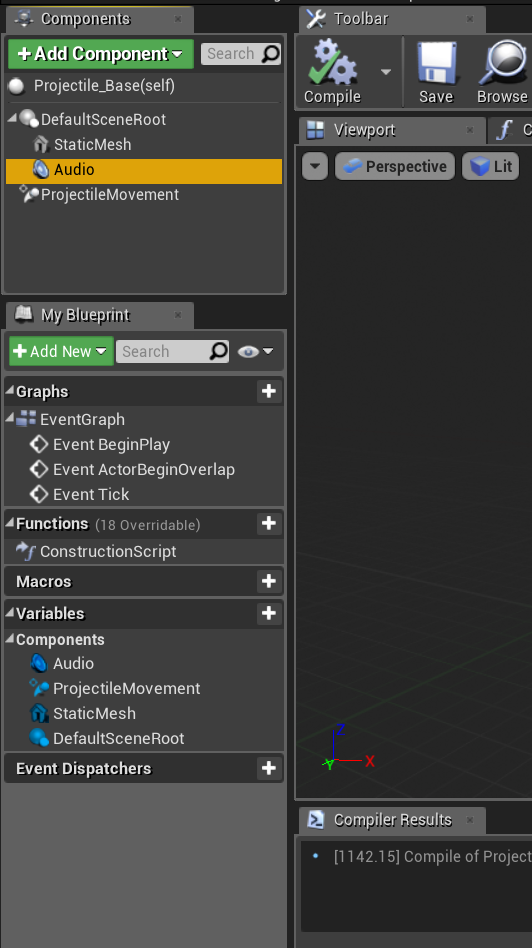 Components
Add Component
Search
Projectile_Base(self)
DefaultSceneRoot
StaticMesh
Audio
ProjectileMovement
My Blueprint
Add New
Search
Graphs
EventGraph
Event BeginPlay
Event ActorBeginOverlap
Event Tick
Functions (18 Overridable)
ConstructionScript
Macros
Variables
Components
Audio
ProjectileMovement
StaticMesh
DefaultSceneRoot
Event Dispatchers
Toolbar
Compile
Save
Browse
Viewport
Perspective
Lit
Z
Y
X
Compiler Results
[1142.15] Compile of Project